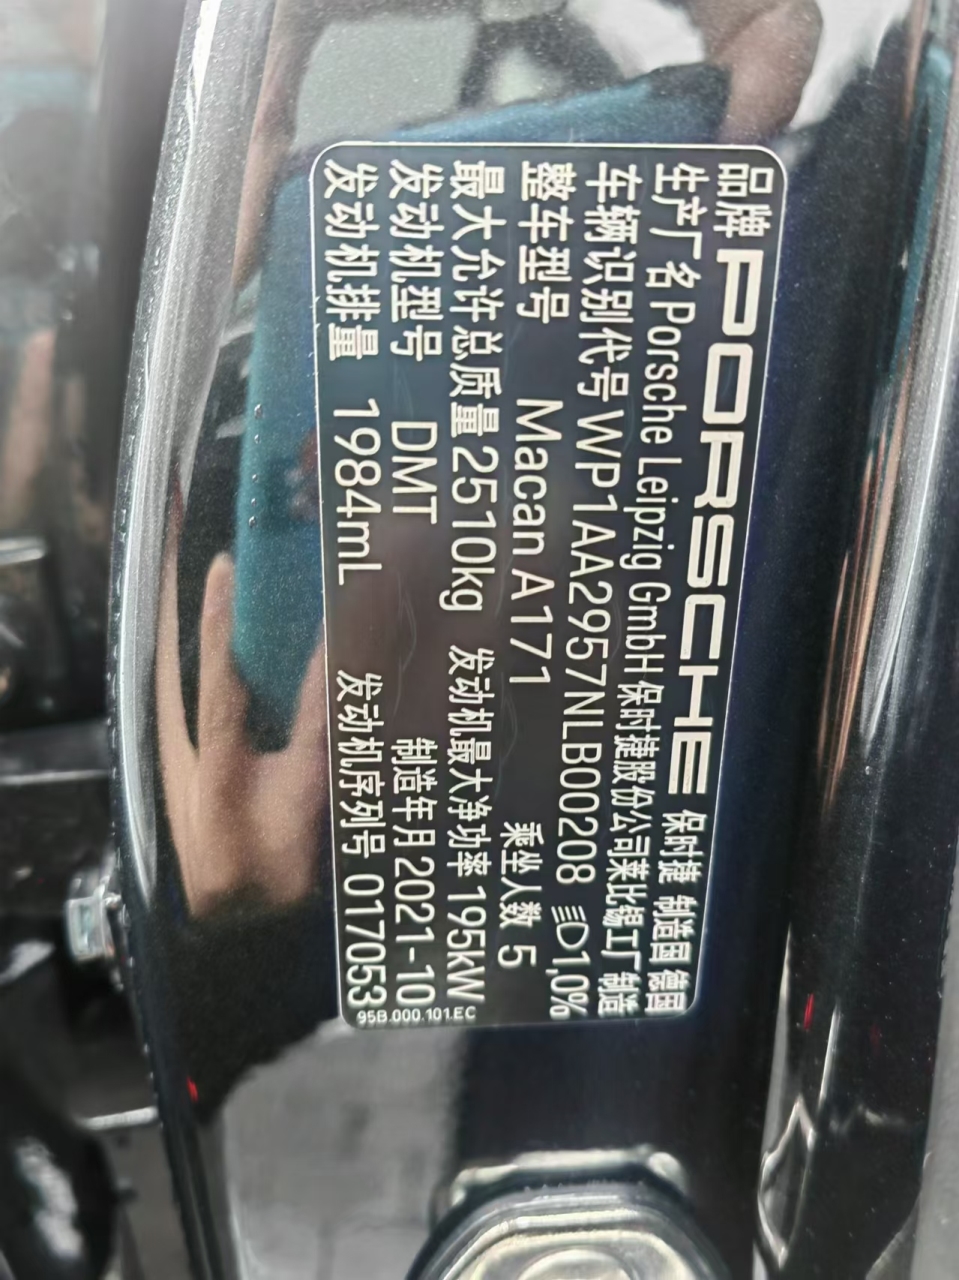 品牌 PORSCHE 保时捷 制造国 德国
生产厂名 Porsche Leipzig GmbH 保时捷股份公司莱比锡工厂 制造
车辆识别代号 WP1AA2957NLB00208 1,0%
整车型号 Macan A171 乘坐人数 5
最大允许总质量 2510kg 发动机最大净功率 195kW
发动机型号 DMT 制造年月 2021-10
发动机排量 1984mL 发动机序列号 017053
95B.000.101.EC